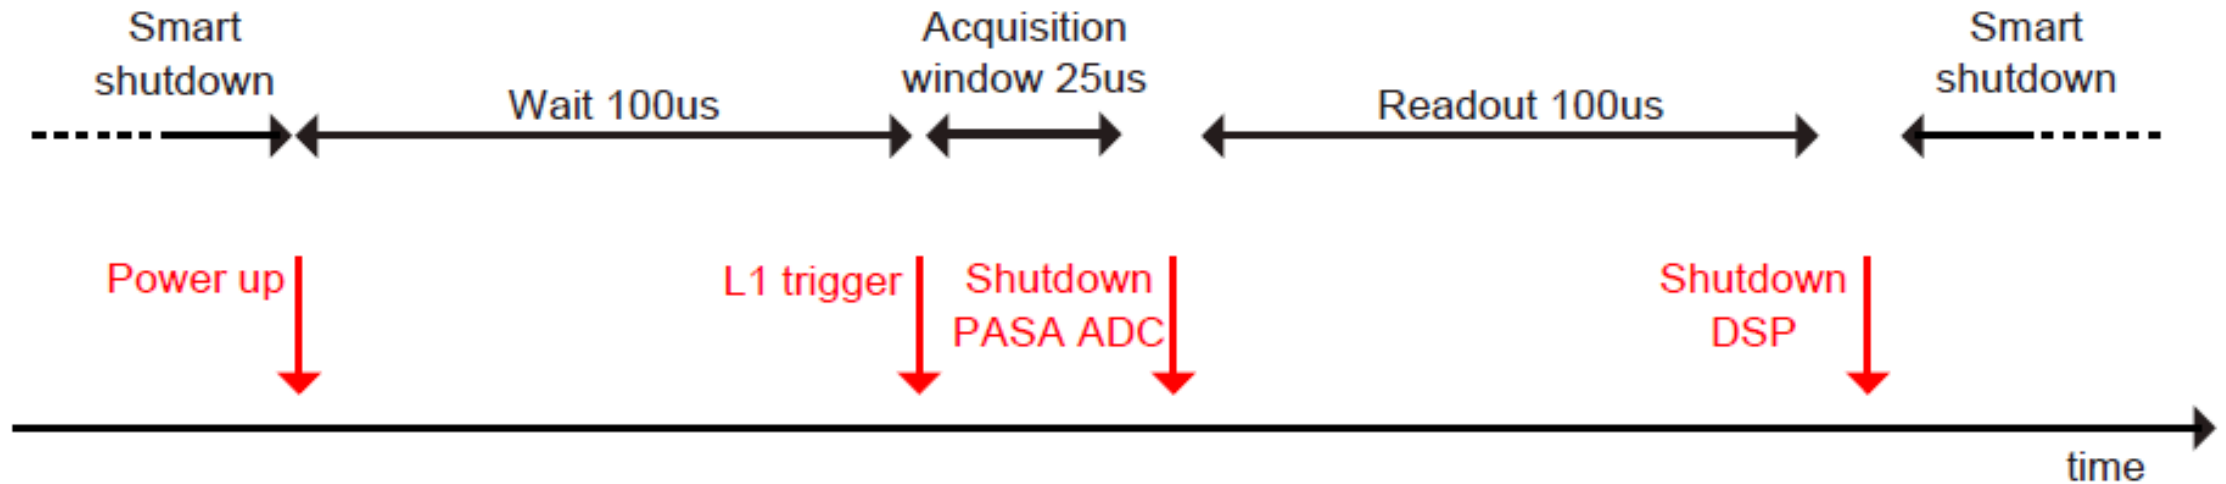 Smart
shutdown
Wait 100us
Acquisition
window 25us
Readout 100us
Smart
shutdown
Power up
L1 trigger
Shutdown
PASA ADC
Shutdown
DSP
time